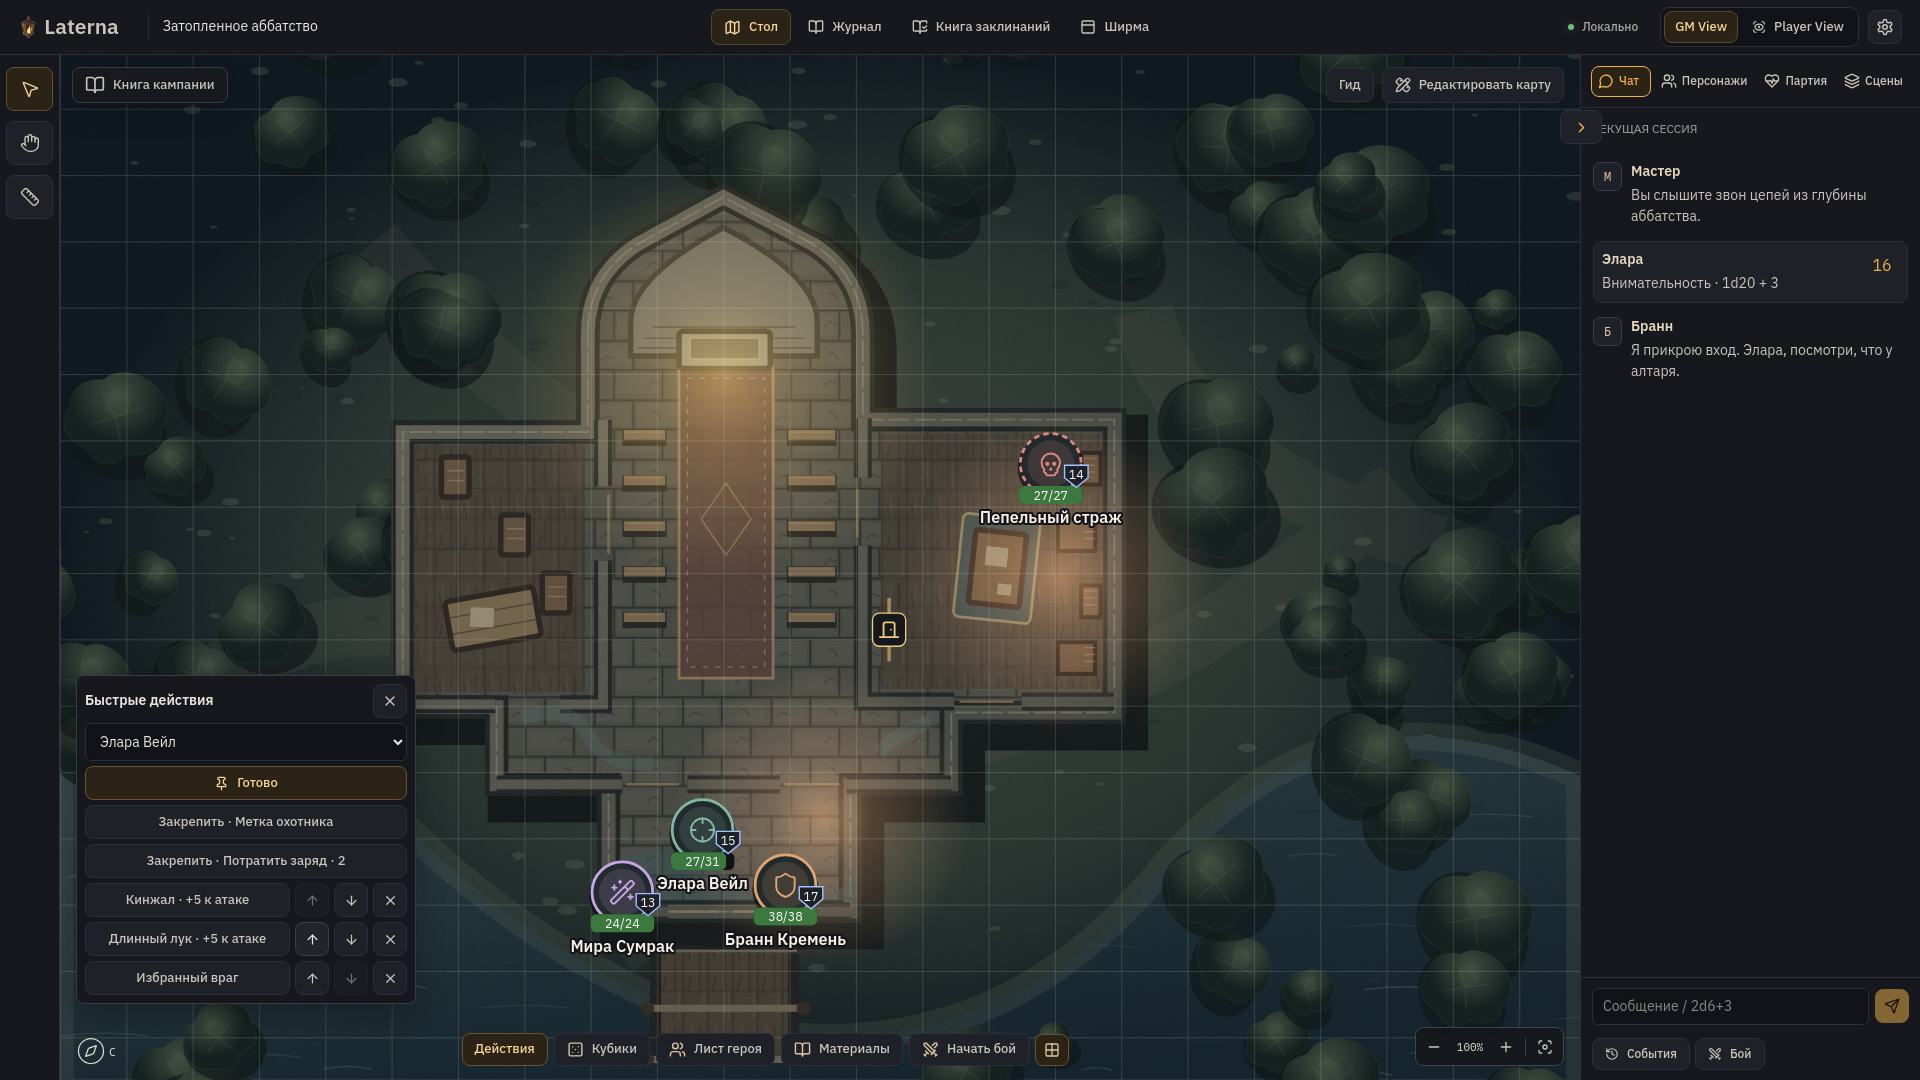 Laterna
Затопленное аббатство
Стол
Журнал
Книга заклинаний
Ширма
Локально
GM View
Player View
Книга кампании
Гид
Редактировать карту
Чат
Персонажи
Партия
Сцены
ЕКУЩАЯ СЕССИЯ
М
Мастер
Вы слышите звон цепей из глубины
аббатства.
Элара
16
Внимательность · 1d20 + 3
Б
Бранн
Я прикрою вход. Элара, посмотри, что у
алтаря.
14
27/27
Пепельный страж
15
27/31
Элара Вейл
13
24/24
Мира Сумрак
17
38/38
Бранн Кремень
Быстрые действия
Элара Вейл
Готово
Закрепить · Метка охотника
Закрепить · Потратить заряд · 2
Кинжал · +5 к атаке
Длинный лук · +5 к атаке
Избранный враг
С
Действия
Кубики
Лист героя
Материалы
Начать бой
100%
Сообщение / 2d6+3
События
Бой